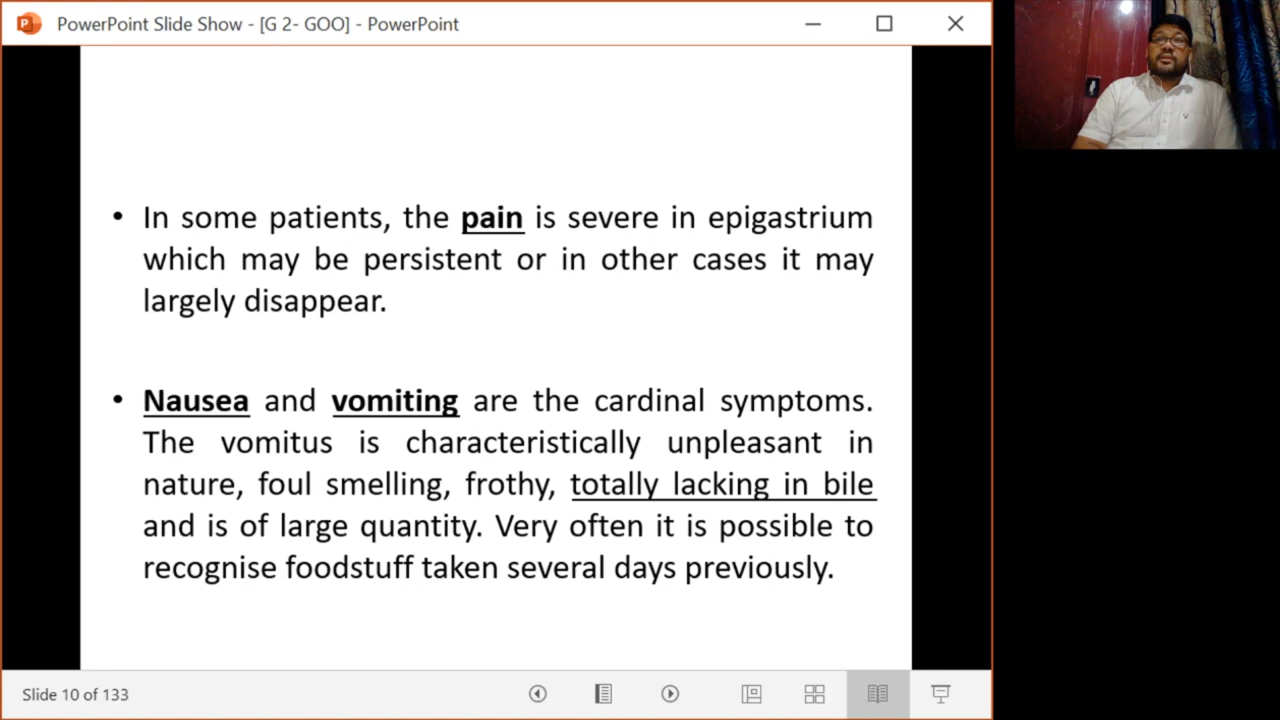 PowerPoint Slide Show - [G 2- GOO] - PowerPoint
• In some patients, the pain is severe in epigastrium
which may be persistent or in other cases it may
largely disappear.
• Nausea and vomiting are the cardinal symptoms.
The vomitus is characteristically unpleasant in
nature, foul smelling, frothy, totally lacking in bile
and is of large quantity. Very often it is possible to
recognise foodstuff taken several days previously.
Slide 10 of 133